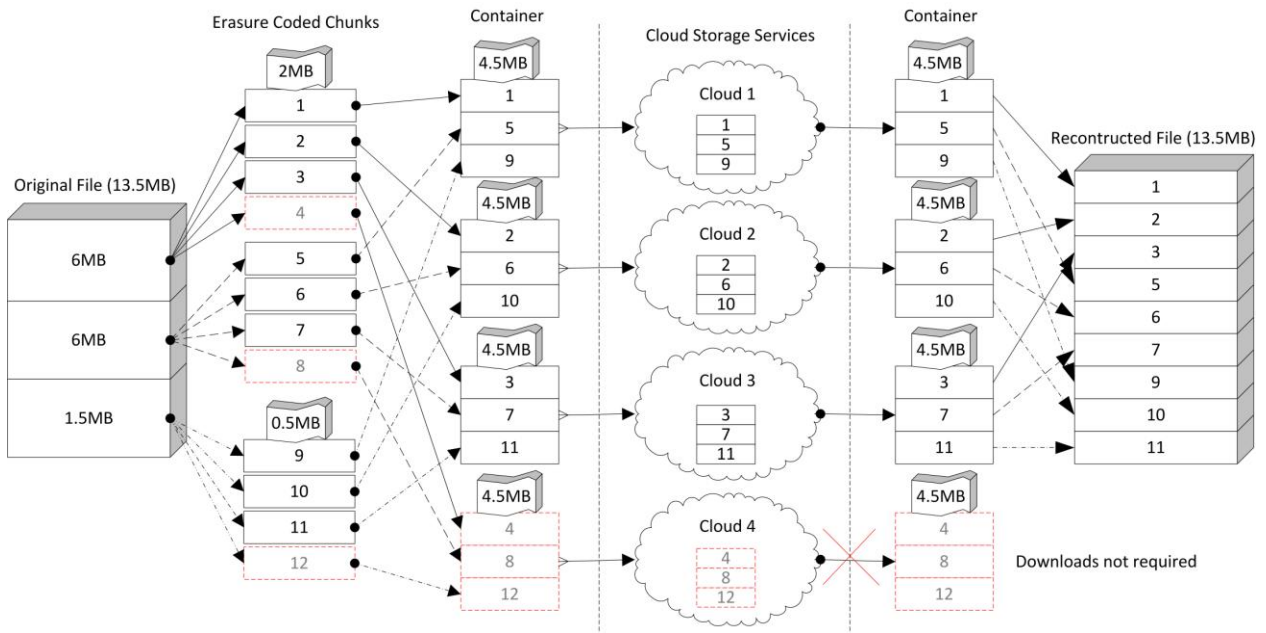 Erasure Coded Chunks
Container
Cloud Storage Services
Container
Original File (13.5MB)
6MB
6MB
1.5MB
2MB
1
2
3
4
5
6
7
8
0.5MB
9
10
11
12
4.5MB
1
5
9
4.5MB
2
6
10
4.5MB
3
7
11
4.5MB
4
8
12
Cloud 1
1
5
9
Cloud 2
2
6
10
Cloud 3
3
7
11
Cloud 4
4
8
12
4.5MB
1
5
9
4.5MB
2
6
10
4.5MB
3
7
11
4.5MB
4
8
12
Recontructed File (13.5MB)
1
2
3
5
6
7
9
10
11
Downloads not required